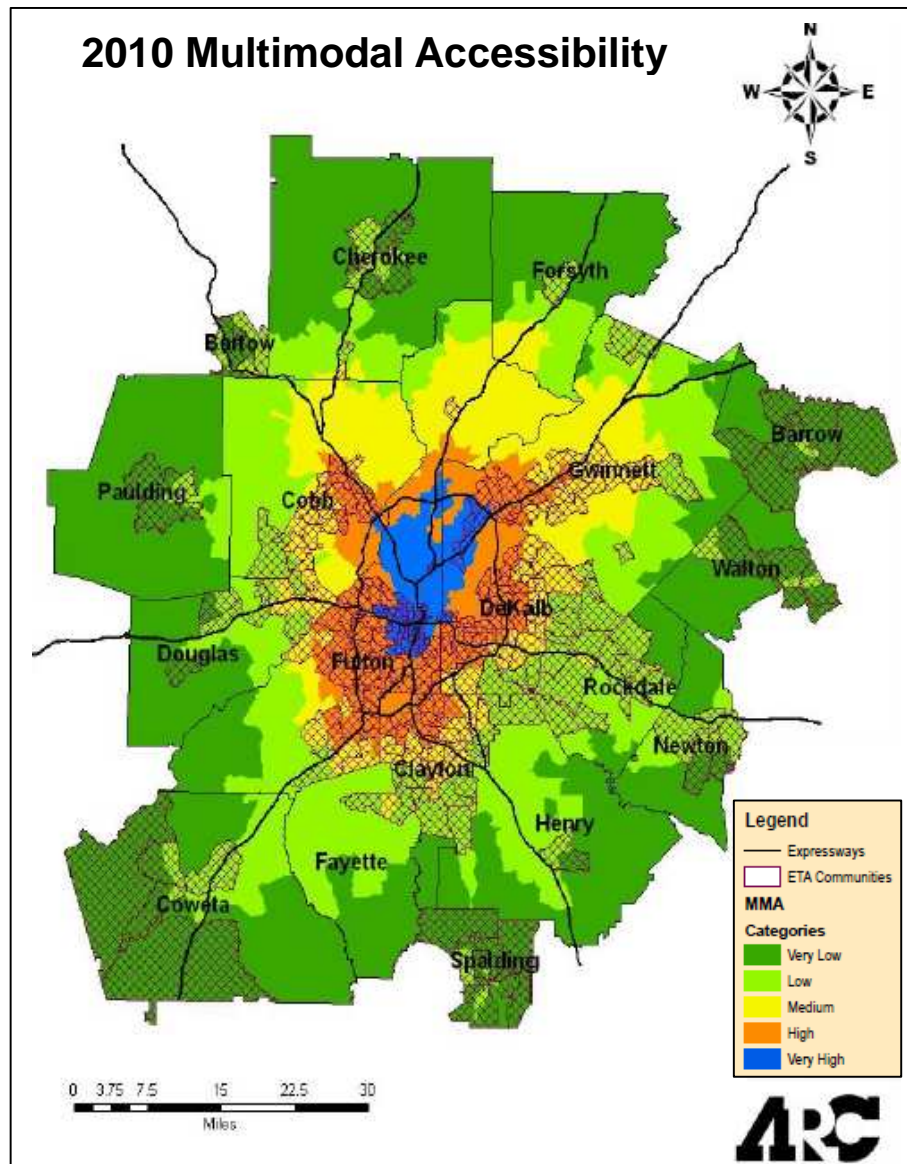 2010 Multimodal Accessibility
N
W
E
S
Cherokee
Forsyth
Bartow
Barrow
Gwinnett
Paulding
Cobb
Walton
DeKalb
Douglas
Fulton
Rockdale
Newton
Clayton
Henry
Fayette
Coweta
Spalding
Legend
Expressways
ETA Communities
MMA
Categories
Very Low
Low
Medium
High
Very High
0 3.75 7.5 15 22.5 30
Miles
ARC